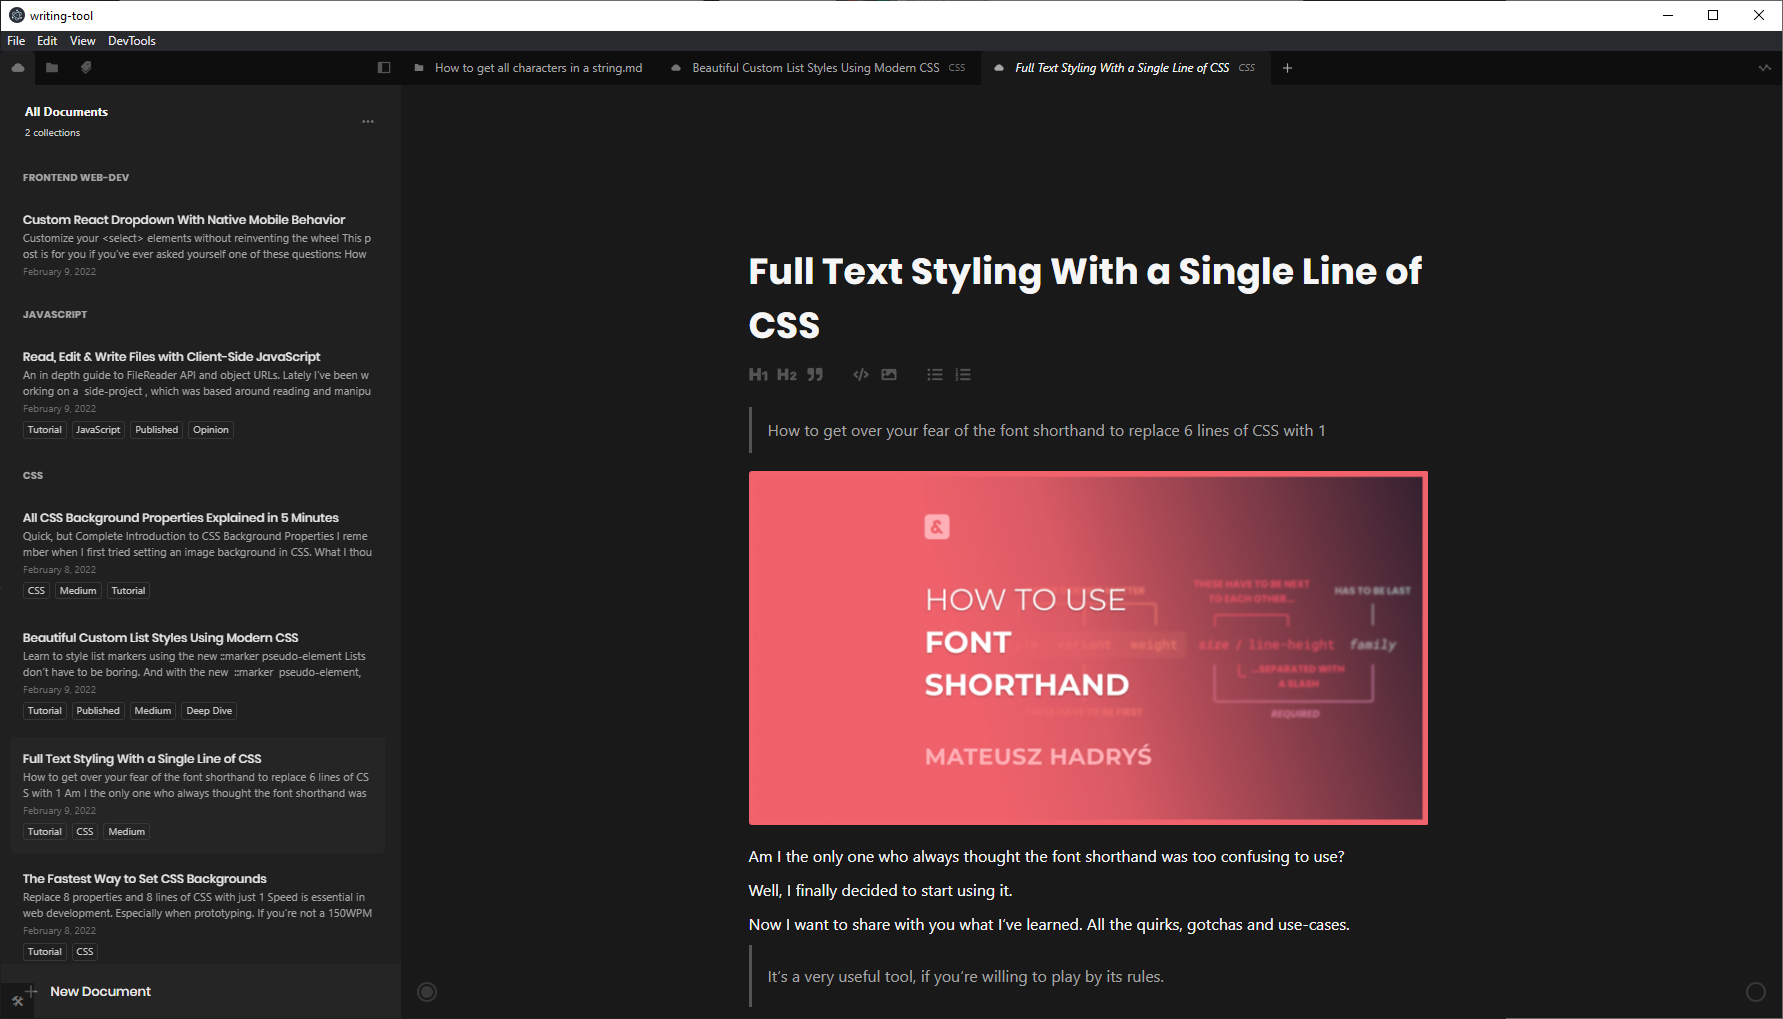 writing-tool
File Edit View DevTools
How to get all characters in a string.md
Beautiful Custom List Styles Using Modern CSS CSS
Full Text Styling With a Single Line of CSS CSS
All Documents
2 collections
FRONTEND WEB-DEV
Custom React Dropdown With Native Mobile Behavior
Customize your <select> elements without reinventing the wheel This p
ost is for you if you've ever asked yourself one of these questions: How
February 9, 2022
JAVASCRIPT
Read, Edit & Write Files with Client-Side JavaScript
An in depth guide to FileReader API and object URLs. Lately I've been w
orking on a side-project , which was based around reading and manipu
February 9, 2022
Tutorial JavaScript Published Opinion
CSS
All CSS Background Properties Explained in 5 Minutes
Quick, but Complete Introduction to CSS Background Properties I reme
mber when I first tried setting an image background in CSS. What I thou
February 8, 2022
CSS Medium Tutorial
Beautiful Custom List Styles Using Modern CSS
Learn to style list markers using the new ::marker pseudo-element Lists
don't have to be boring. And with the new ::marker pseudo-element,
February 9, 2022
Tutorial Published Medium Deep Dive
Full Text Styling With a Single Line of CSS
How to get over your fear of the font shorthand to replace 6 lines of CS
S with 1 Am I the only one who always thought the font shorthand was
February 9, 2022
Tutorial CSS Medium
The Fastest Way to Set CSS Backgrounds
Replace 8 properties and 8 lines of CSS with just 1 Speed is essential in
web development. Especially when prototyping. If you're not a 150WPM
February 8, 2022
Tutorial CSS
New Document
Full Text Styling With a Single Line of
CSS
H1 H2
How to get over your fear of the font shorthand to replace 6 lines of CSS with 1
&
HOW TO USE
FONT
SHORTHAND
MATEUSZ HADRYŚ
THESE HAVE TO BE NEXT
TO EACH OTHER...
HAS TO BE LAST
variant weight size / line-height family
...SEPARATED WITH
A SLASH
REQUIRED
Am I the only one who always thought the font shorthand was too confusing to use?
Well, I finally decided to start using it.
Now I want to share with you what I've learned. All the quirks, gotchas and use-cases.
It's a very useful tool, if you're willing to play by its rules.